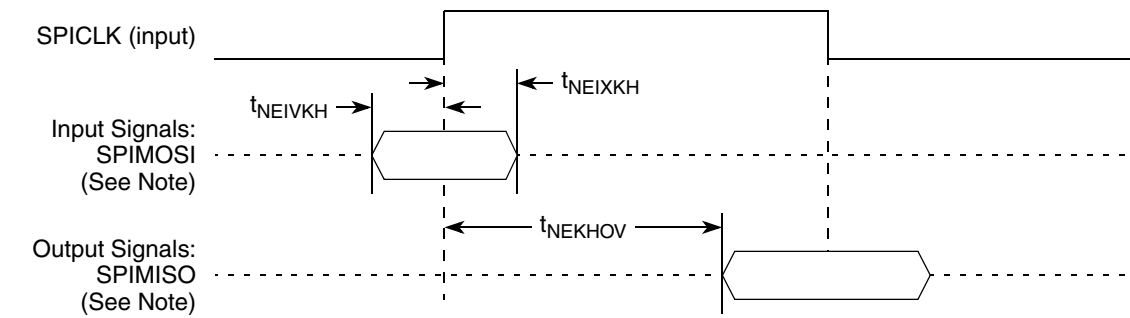 SPICLK (input)
tNEIXKH
tNEIVKH
Input Signals:
SPIMOSI
(See Note)
tNEKHOV
Output Signals:
SPIMISO
(See Note)